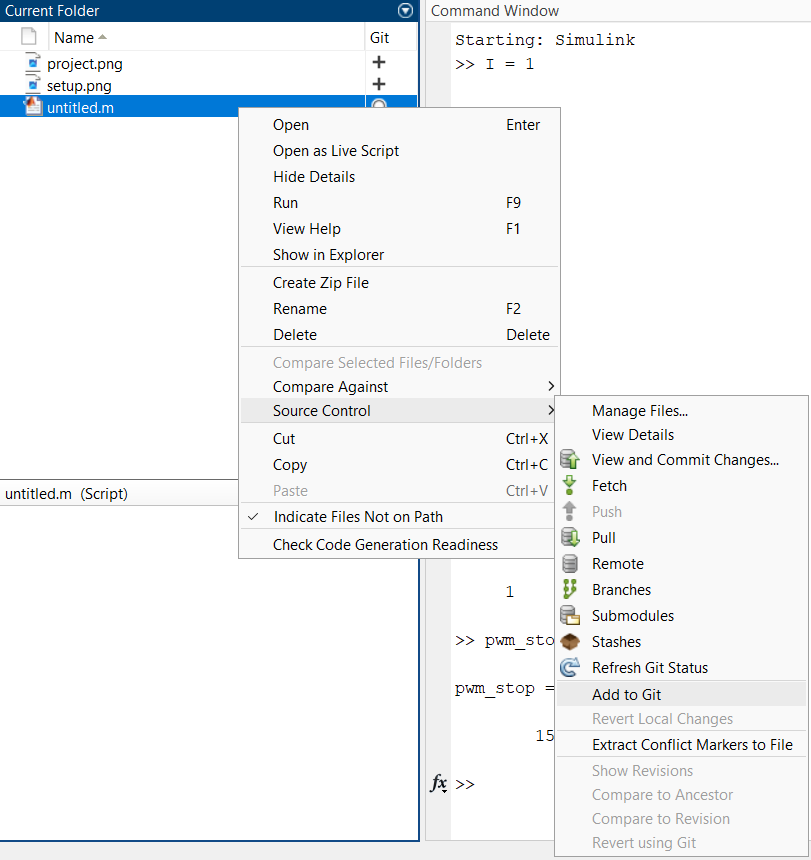 Current Folder
Name Git
project.png
setup.png
untitled.m
untitled.m (Script)
Command Window
Starting: Simulink
>> I = 1
Open Enter
Open as Live Script
Hide Details
Run F9
View Help F1
Show in Explorer
Create Zip File
Rename F2
Delete Delete
Compare Selected Files/Folders
Compare Against
Source Control
Cut Ctrl+X
Copy Ctrl+C
Paste Ctrl+V
Indicate Files Not on Path
Check Code Generation Readiness
Manage Files...
View Details
View and Commit Changes...
Fetch
Push
Pull
Remote
Branches
Submodules
Stashes
Refresh Git Status
Add to Git
Revert Local Changes
Extract Conflict Markers to File
Show Revisions
Compare to Ancestor
Compare to Revision
Revert using Git
1
>> pwm_sto
pwm_stop =
15
fx >>